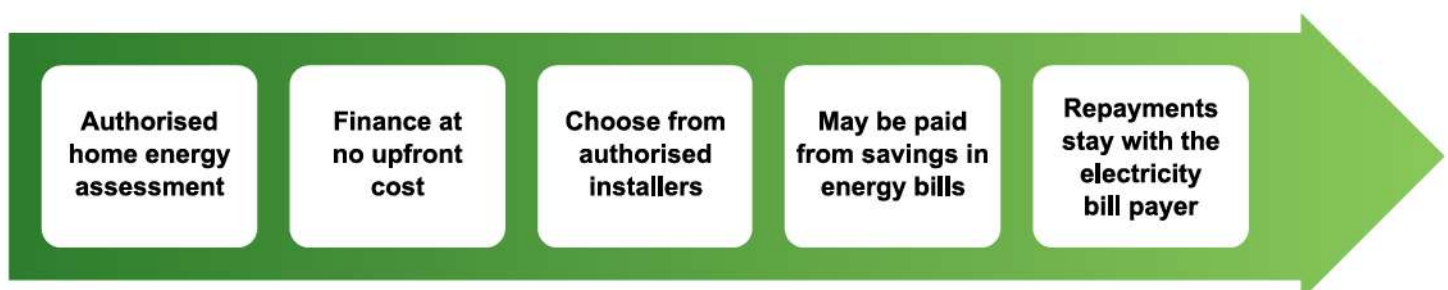 Authorised
home energy
assessment
Finance at
no upfront
cost
Choose from
authorised
installers
May be paid
from savings in
energy bills
Repayments
stay with the
electricity
bill payer